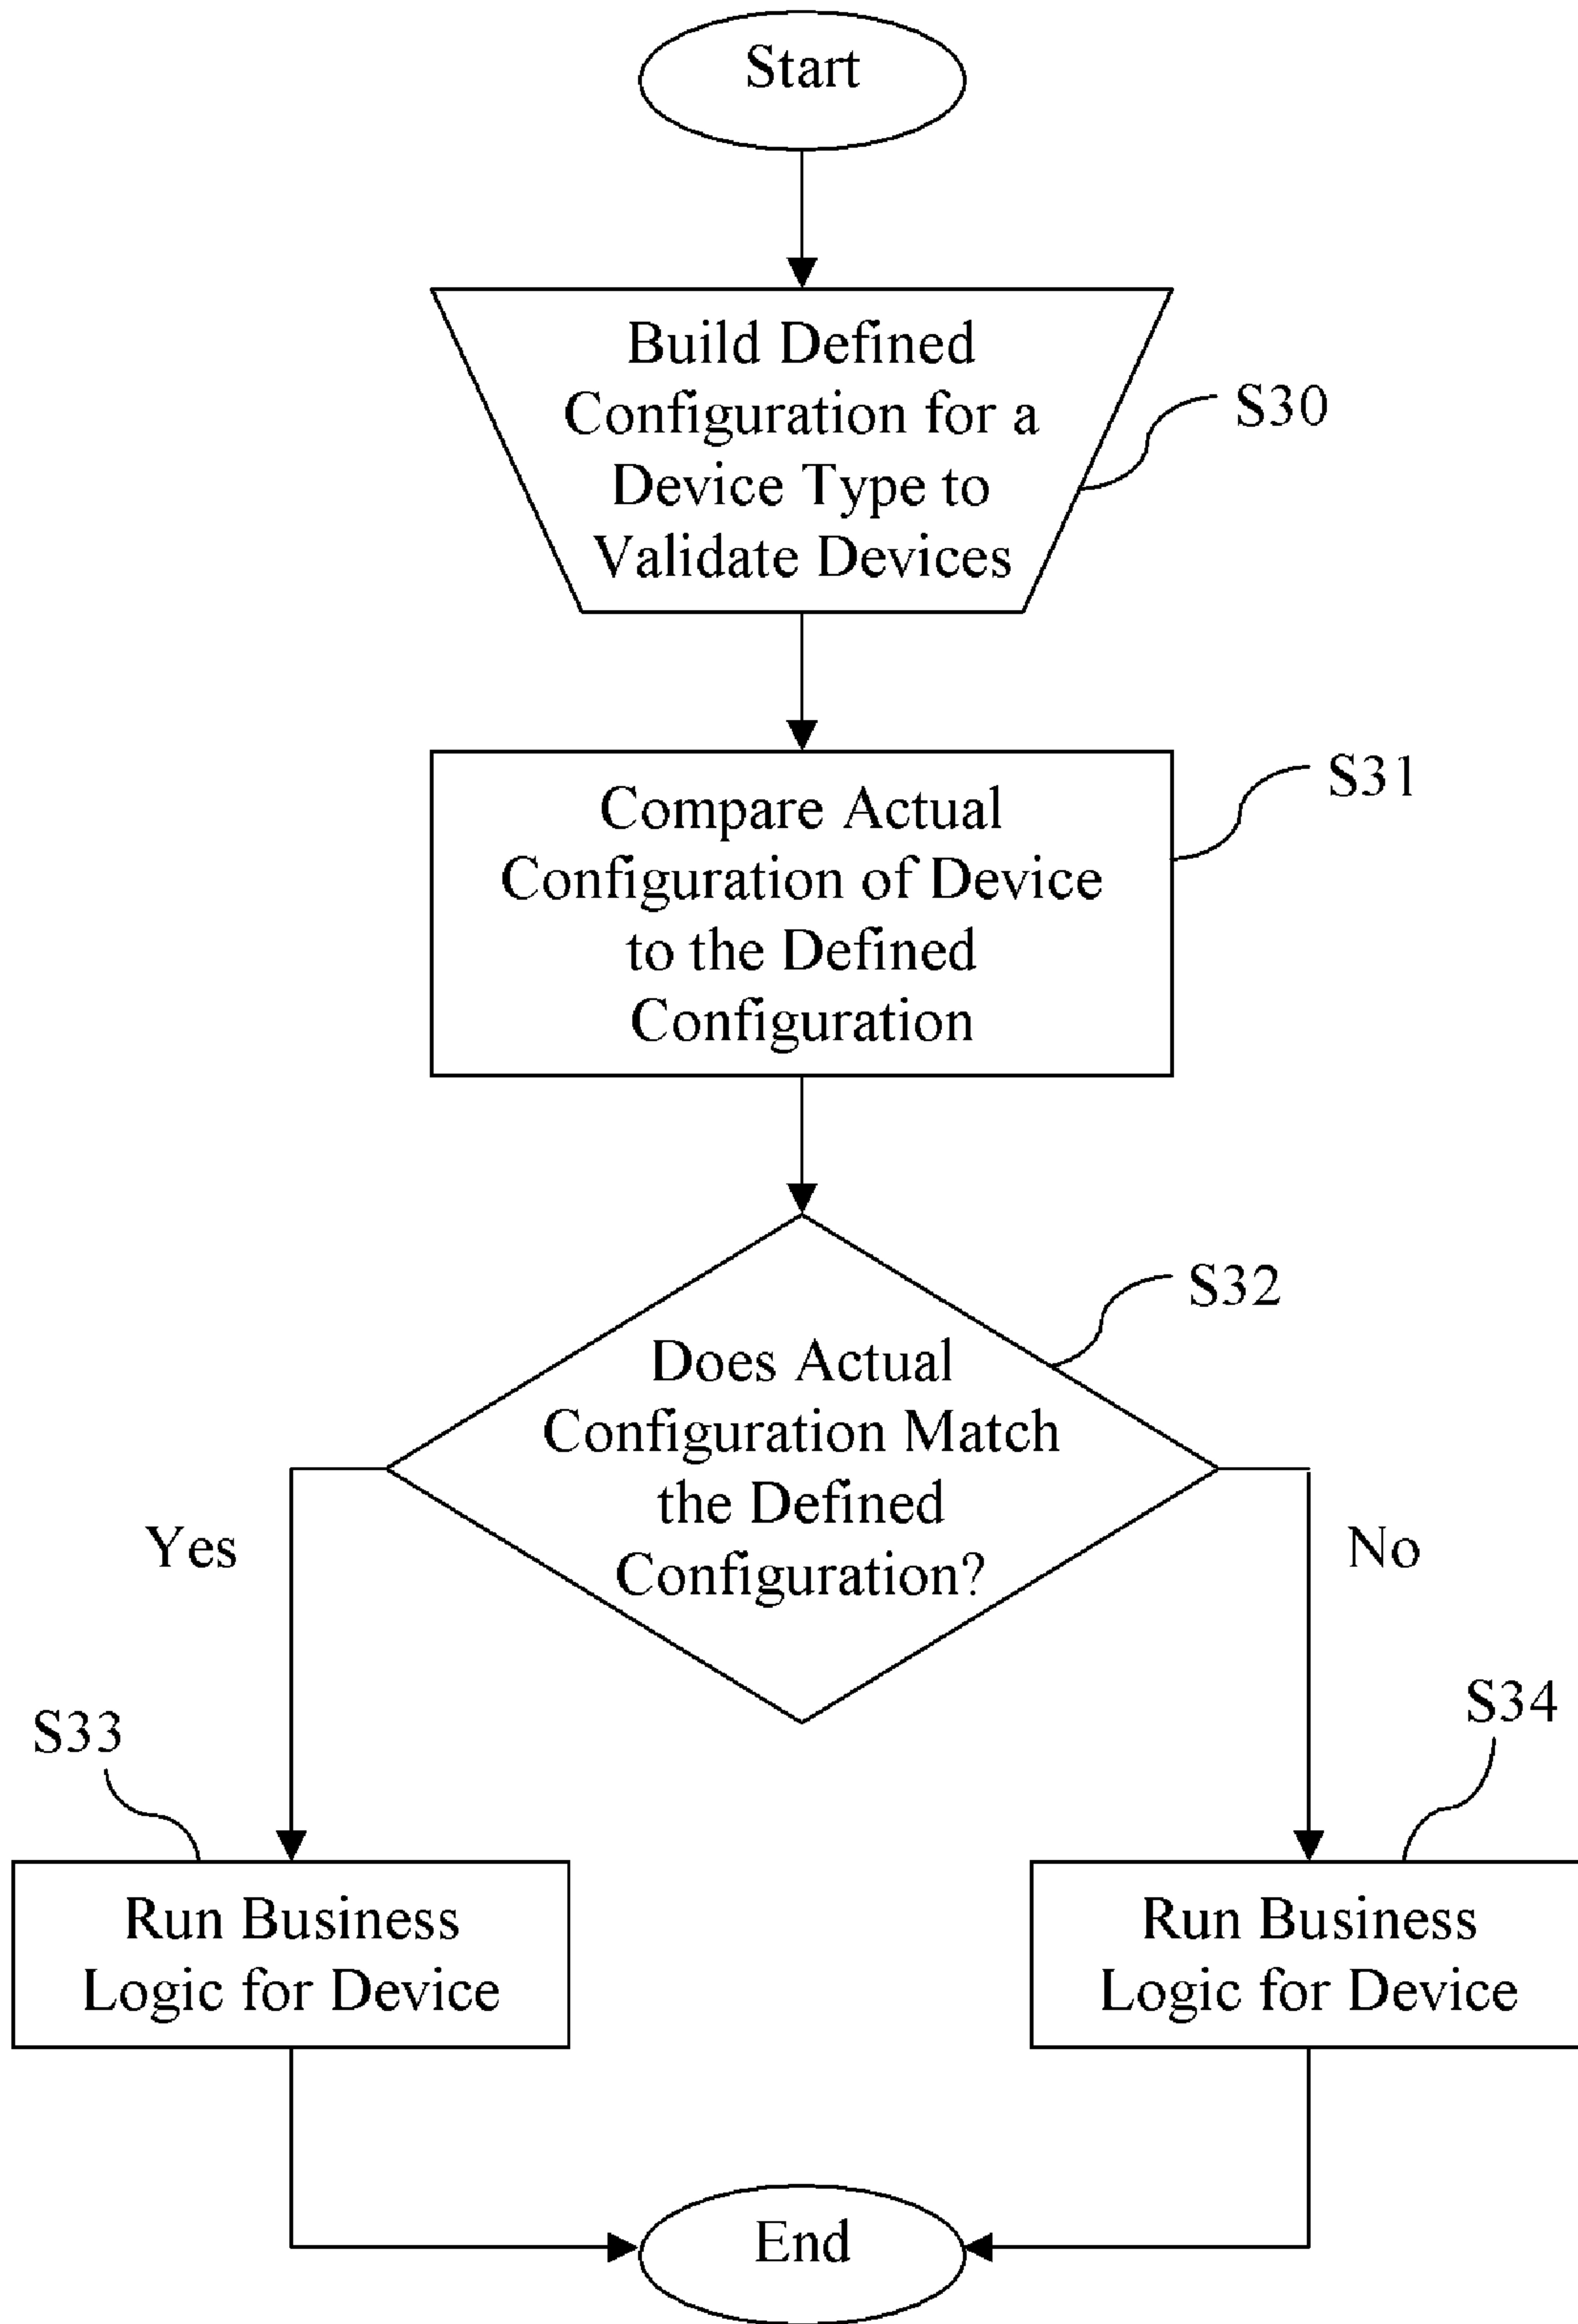 Start
Build Defined
Configuration for a
Device Type to
Validate Devices
S30
Compare Actual
Configuration of Device
to the Defined
Configuration
S31
Does Actual
Configuration Match
the Defined
Configuration?
S32
Yes
No
S33
S34
Run Business
Logic for Device
Run Business
Logic for Device
End